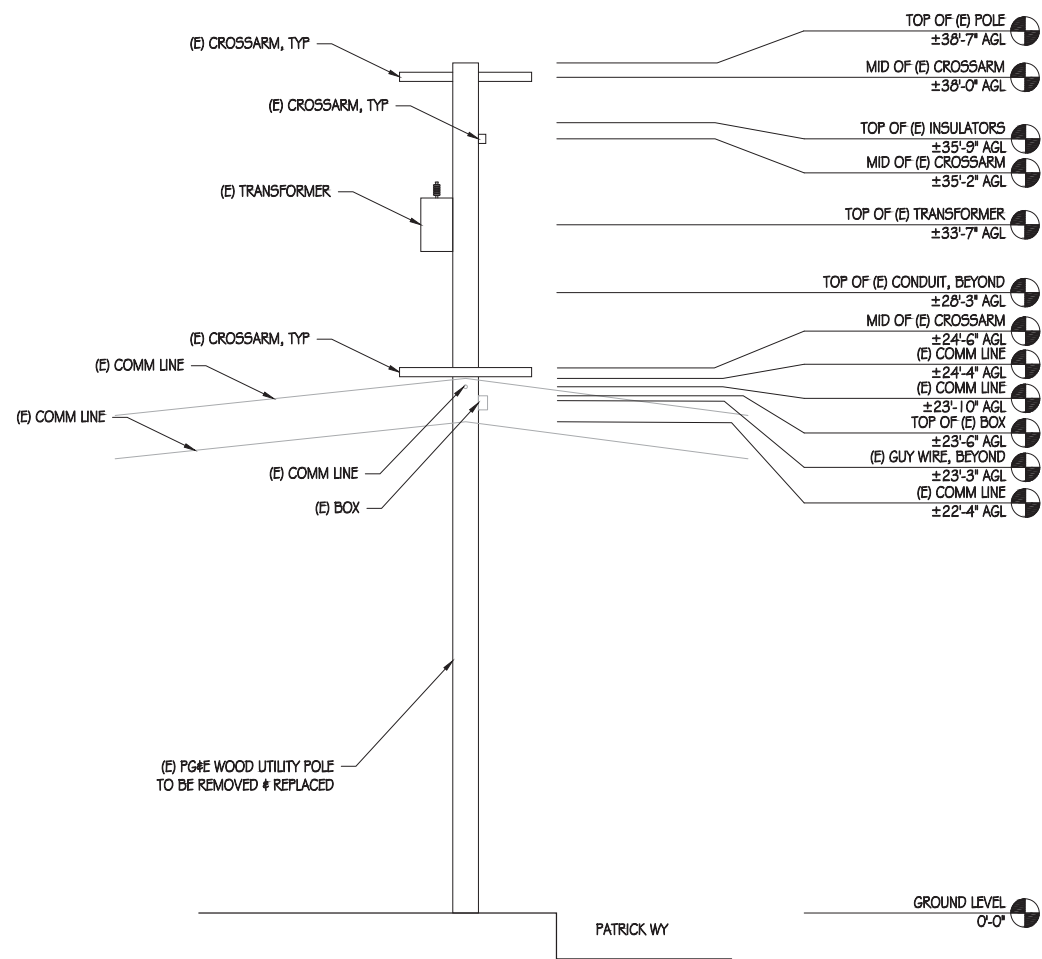 TOP OF (E) POLE
±38'-7" AGL
(E) CROSSARM, TYP
MID OF (E) CROSSARM
±38'-0" AGL
(E) CROSSARM, TYP
TOP OF (E) INSULATORS
±35'-9" AGL
MID OF (E) CROSSARM
±35'-2" AGL
(E) TRANSFORMER
TOP OF (E) TRANSFORMER
±33'-7" AGL
TOP OF (E) CONDUIT, BEYOND
±28'-3" AGL
MID OF (E) CROSSARM
±24'-6" AGL
(E) CROSSARM, TYP
(E) COMM LINE
±24'-4" AGL
(E) COMM LINE
(E) COMM LINE
±23'-10" AGL
(E) COMM LINE
TOP OF (E) BOX
±23'-6" AGL
(E) GUY WIRE, BEYOND
±23'-3" AGL
(E) COMM LINE
(E) COMM LINE
±22'-4" AGL
(E) BOX
(E) PG&E WOOD UTILITY POLE
TO BE REMOVED & REPLACED
GROUND LEVEL
0'-0"
PATRICK WY